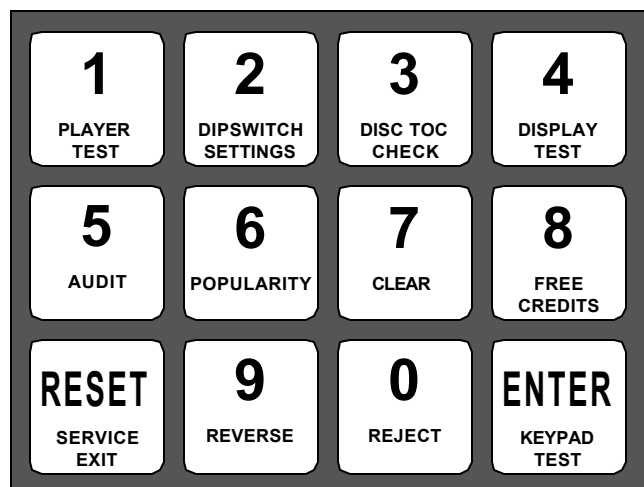 1
PLAYER
TEST
2
DIPSWITCH
SETTINGS
3
DISC TOC
CHECK
4
DISPLAY
TEST
5
AUDIT
6
POPULARITY
7
CLEAR
8
FREE
CREDITS
RESET
SERVICE
EXIT
9
REVERSE
0
REJECT
ENTER
KEYPAD
TEST